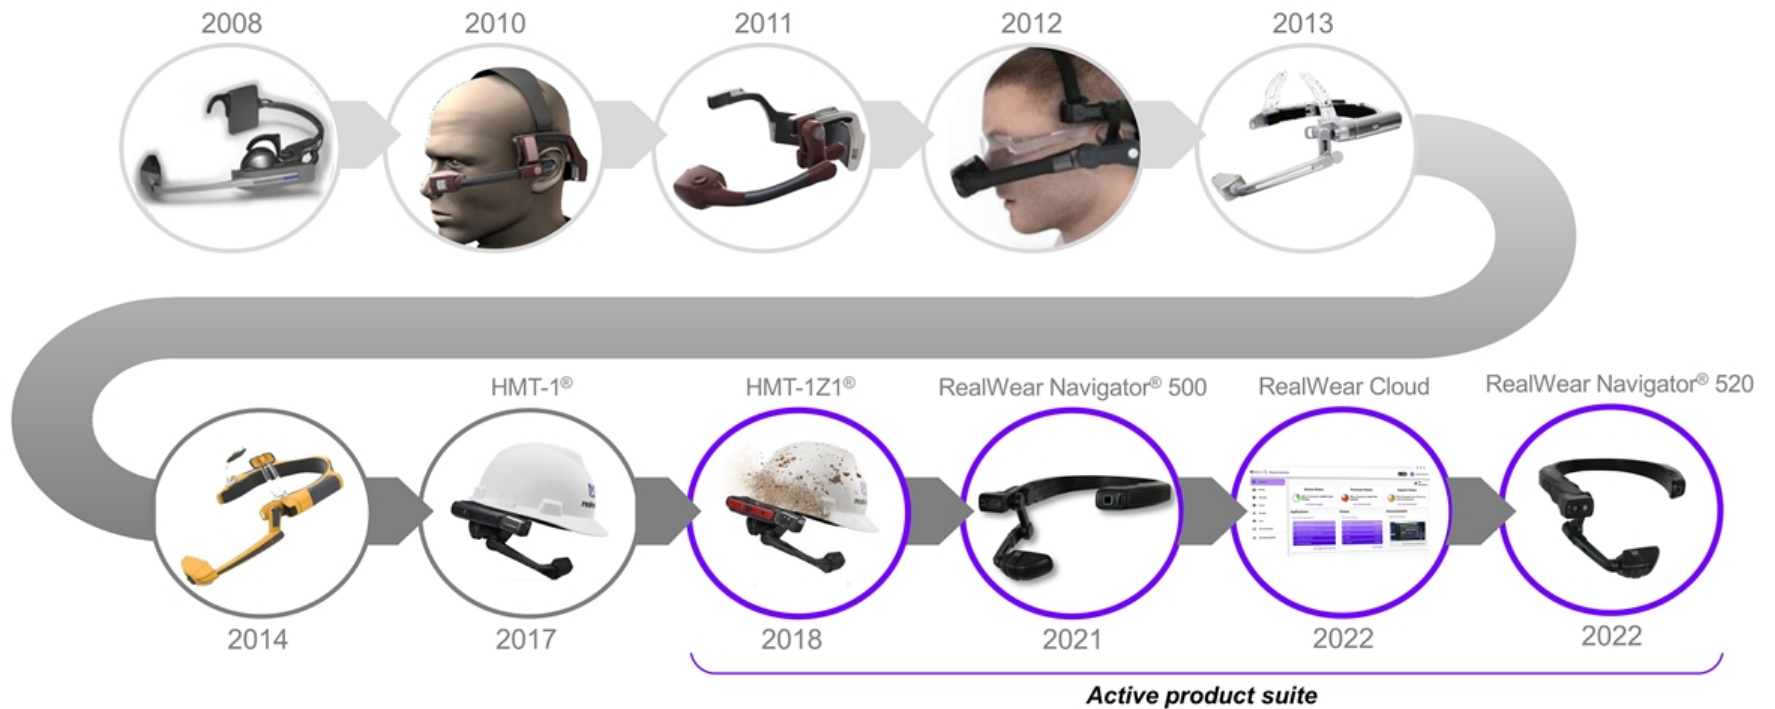 2008
2010
2011
2012
2013
HMT-1®
HMT-1Z1®
RealWear Navigator® 500
RealWear Cloud
RealWear Navigator® 520
2014
2017
2018
2021
2022
2022
Active product suite